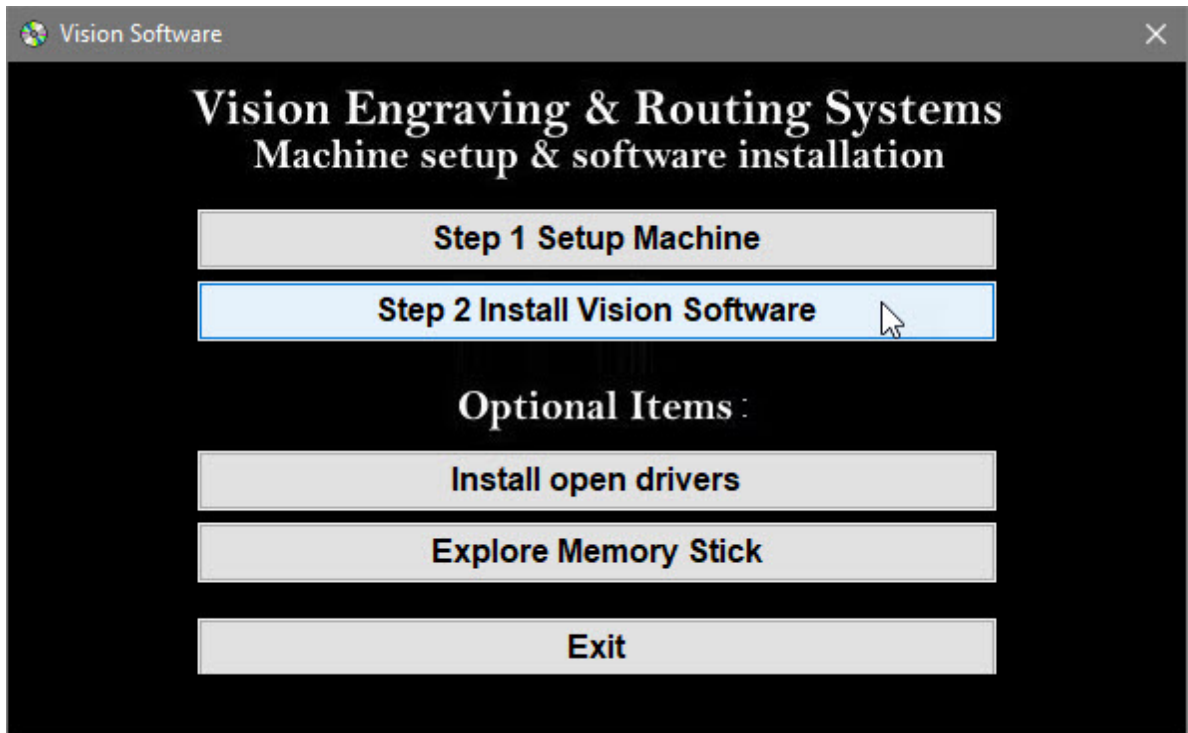 Vision Software
Vision Engraving & Routing Systems
Machine setup & software installation
Step 1 Setup Machine
Step 2 Install Vision Software
Optional Items:
Install open drivers
Explore Memory Stick
Exit